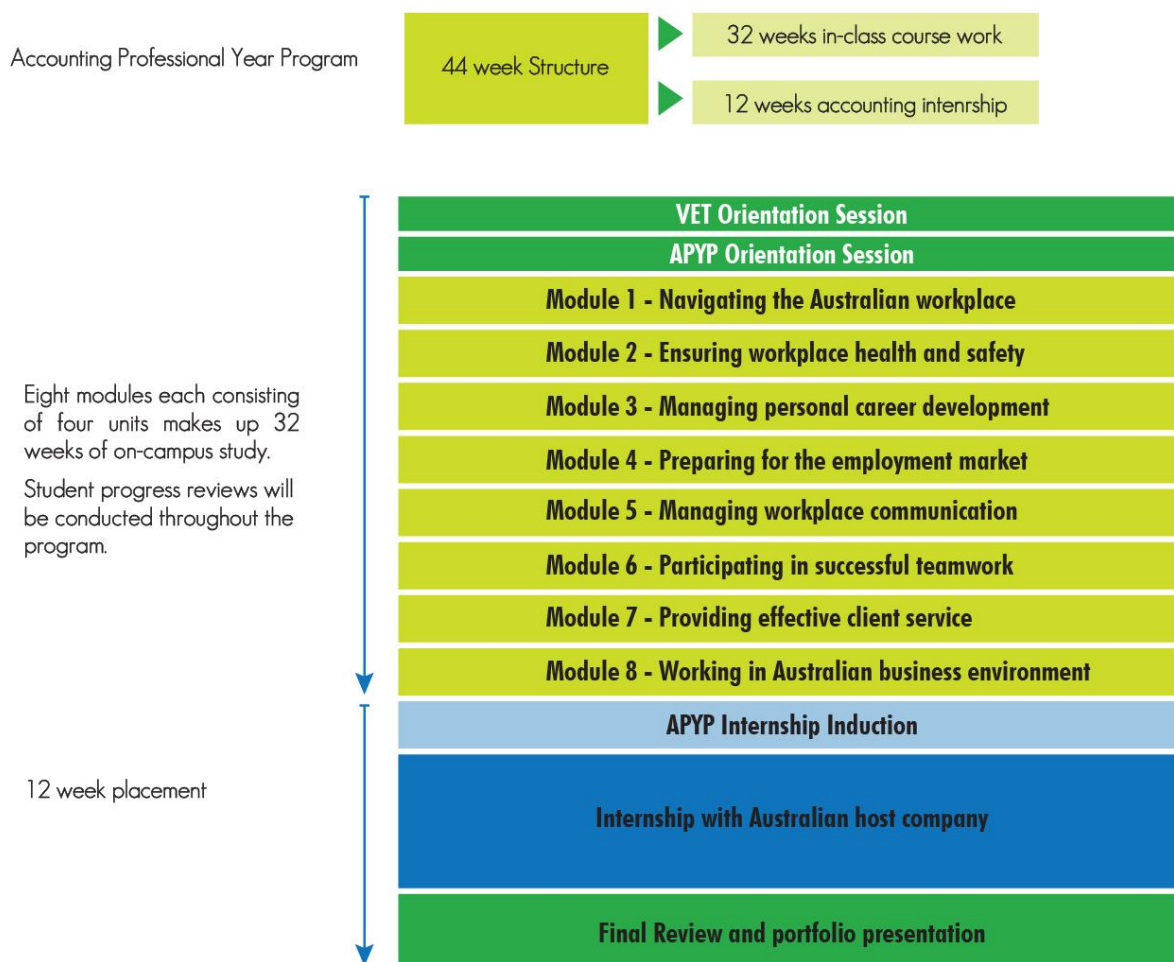 Accounting Professional Year Program
44 week Structure
32 weeks in-class course work
12 weeks accounting intenrship
VET Orientation Session
APYP Orientation Session
Module 1 - Navigating the Australian workplace
Module 2 - Ensuring workplace health and safety
Module 3 - Managing personal career development
Module 4 - Preparing for the employment market
Module 5 - Managing workplace communication
Module 6 - Participating in successful teamwork
Module 7 - Providing effective client service
Module 8 - Working in Australian business environment
Eight modules each consisting
of four units makes up 32
weeks of on-campus study.
Student progress reviews will
be conducted throughout the
program.
APYP Internship Induction
12 week placement
Internship with Australian host company
Final Review and portfolio presentation